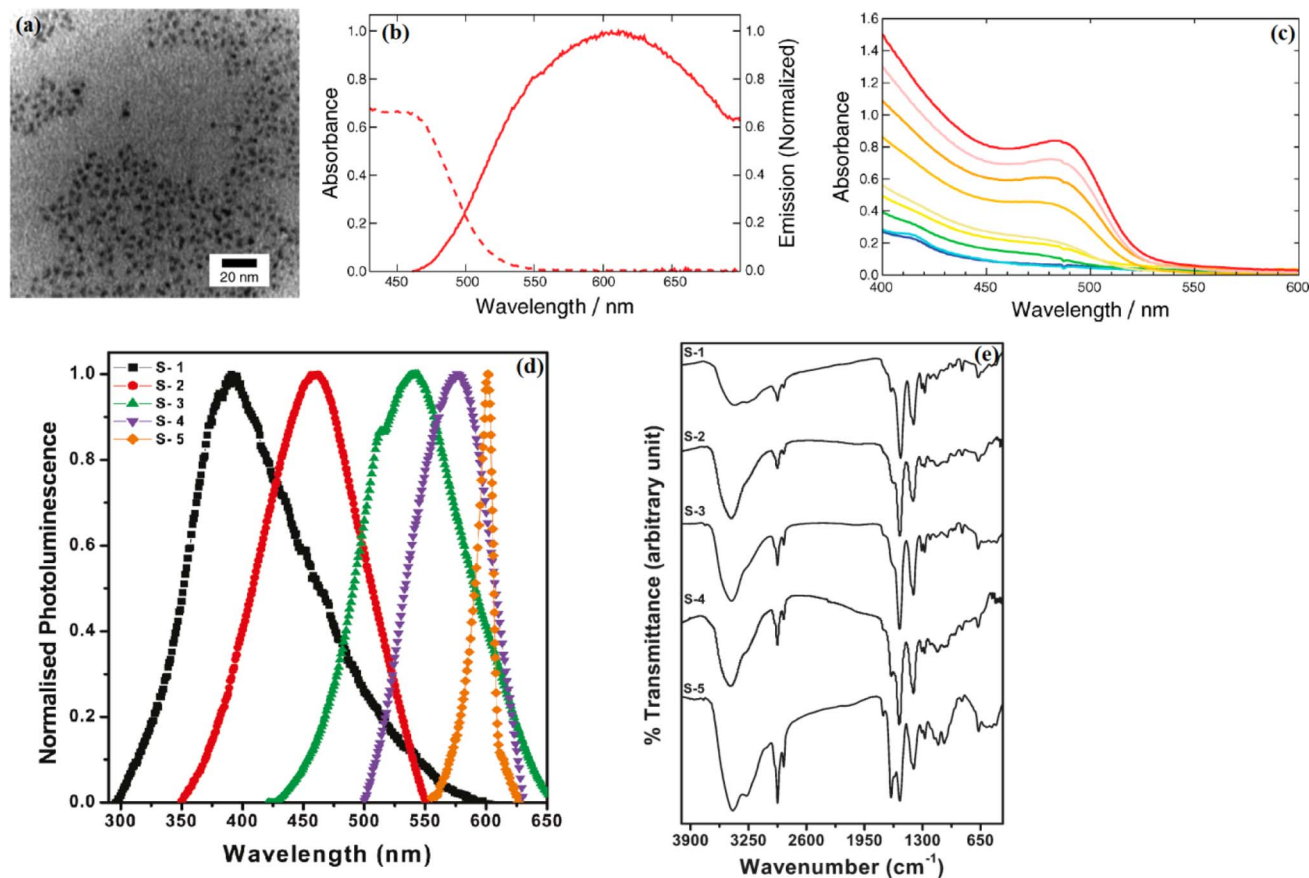 (a)
20 nm
(b)
1.0
0.8
0.6
0.4
0.2
0.0
Absorbance
1.0
0.8
0.6
0.4
0.2
0.0
Emission (Normalized)
450 500 550 600 650
Wavelength / nm
(c)
1.6
1.4
1.2
1.0
0.8
0.6
0.4
0.2
0.0
Absorbance
400 450 500 550 600
Wavelength / nm
(d)
S- 1
S- 2
S- 3
S- 4
S- 5
1.0
0.8
0.6
0.4
0.2
0.0
Normalised Photoluminescence
300 350 400 450 500 550 600 650
Wavelength (nm)
(e)
S-1
S-2
S-3
S-4
S-5
% Transmittance (arbitrary unit)
3900 3250 2600 1950 1300 650
Wavenumber (cm⁻¹)